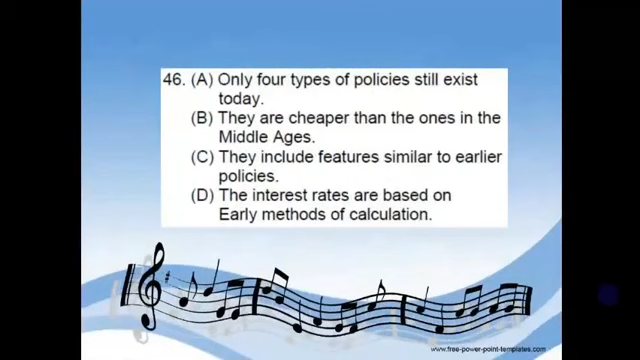 46. (A) Only four types of policies still exist
today.
(B) They are cheaper than the ones in the
Middle Ages.
(C) They include features similar to earlier
policies.
(D) The interest rates are based on
Early methods of calculation.
www.free-power-point-templates.com